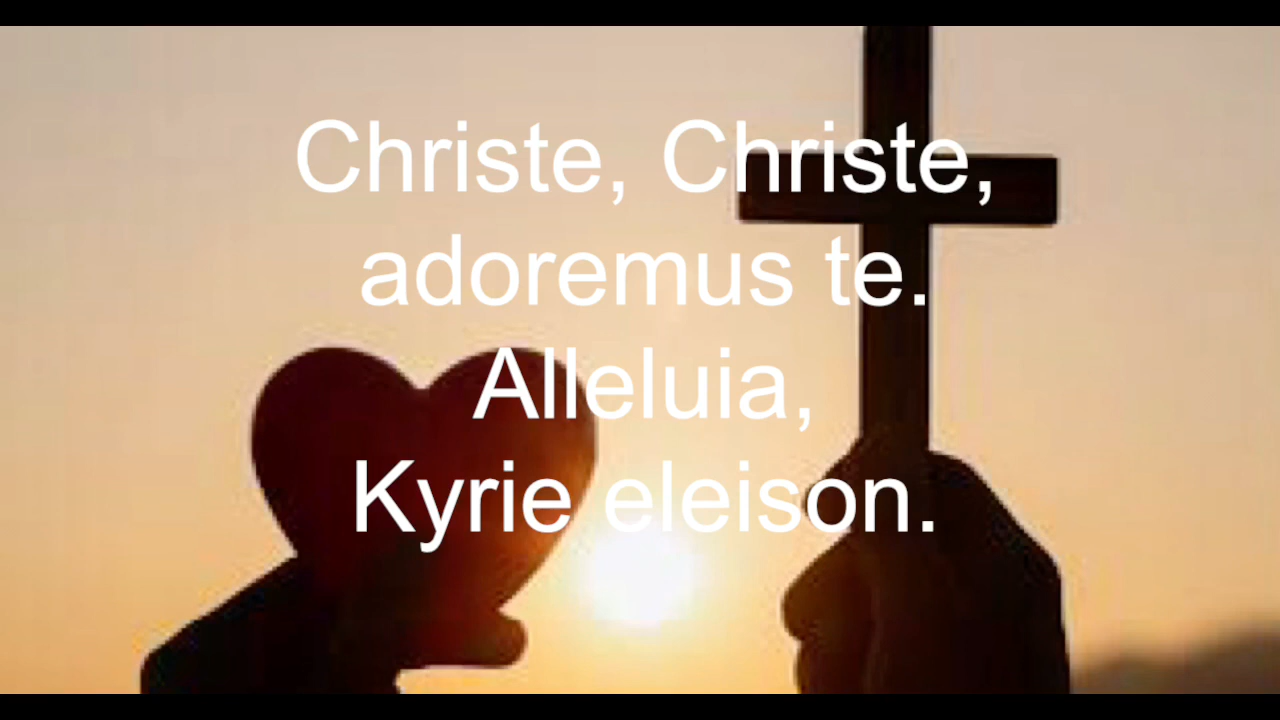 Christe, Christe,
adoremus te.
Alleluia,
Kyrie eleison.